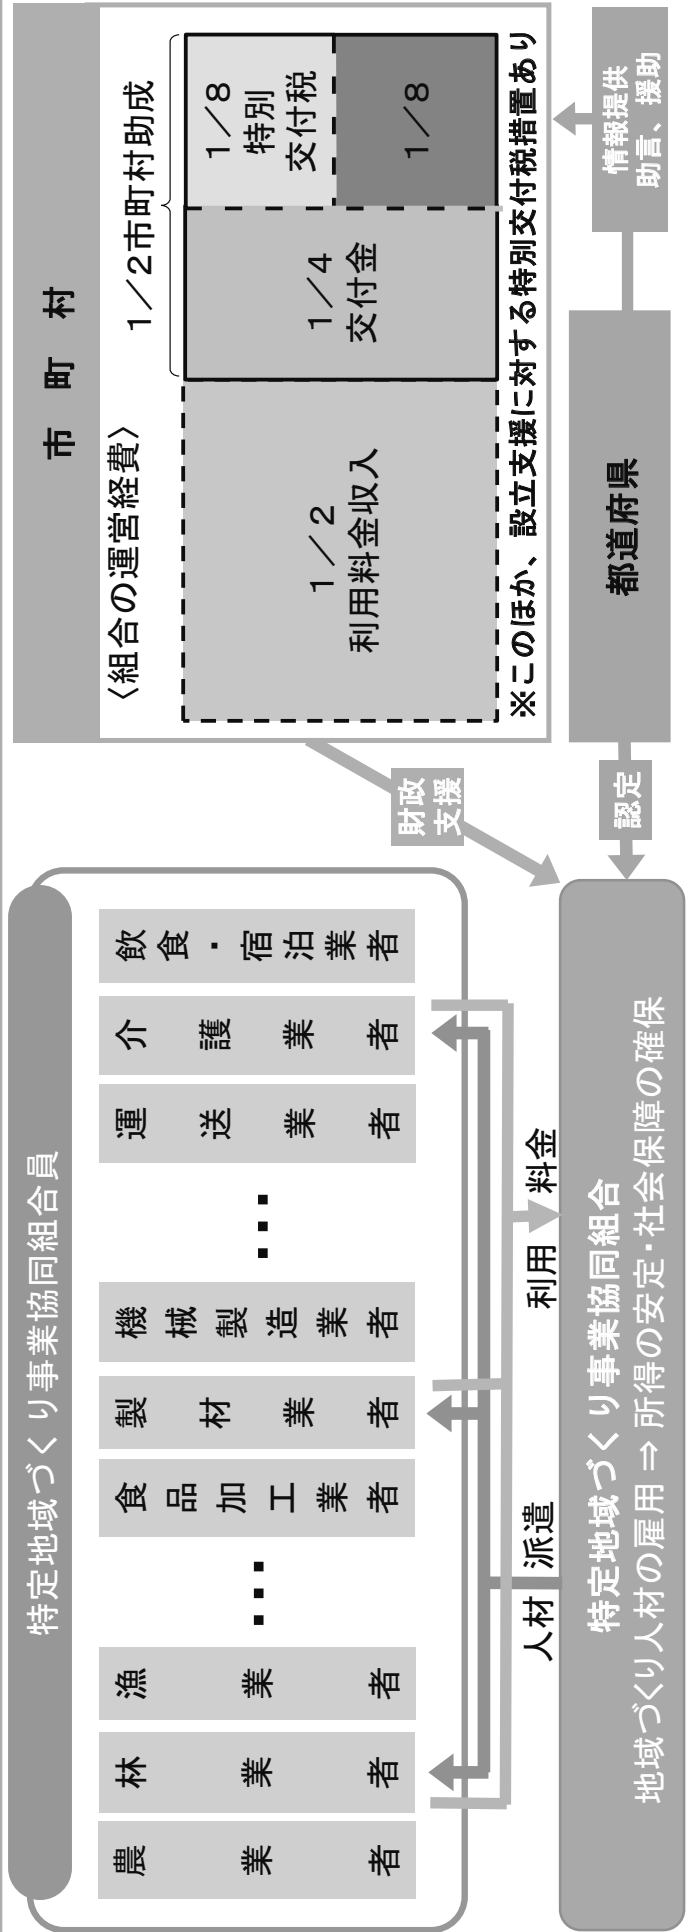 特定地域づくり事業協同組合員
農業者
林業者
漁業者
・・・
食品加工業者
製材業者
機械製造業者
・・・
運送業者
介護業者
飲食・宿泊業者
人材派遣
利用料金
特定地域づくり事業協同組合
地域づくり人材の雇用 ⇒ 所得の安定・社会保障の確保
財政
支援
認定
市町村
〈組合の運営経費〉
1/2市町村助成
1/2
利用料金収入
1/4
交付金
1/8
特別
交付税
1/8
※このほか、設立支援に対する特別交付税措置あり
都道府県
情報提供
助言、援助